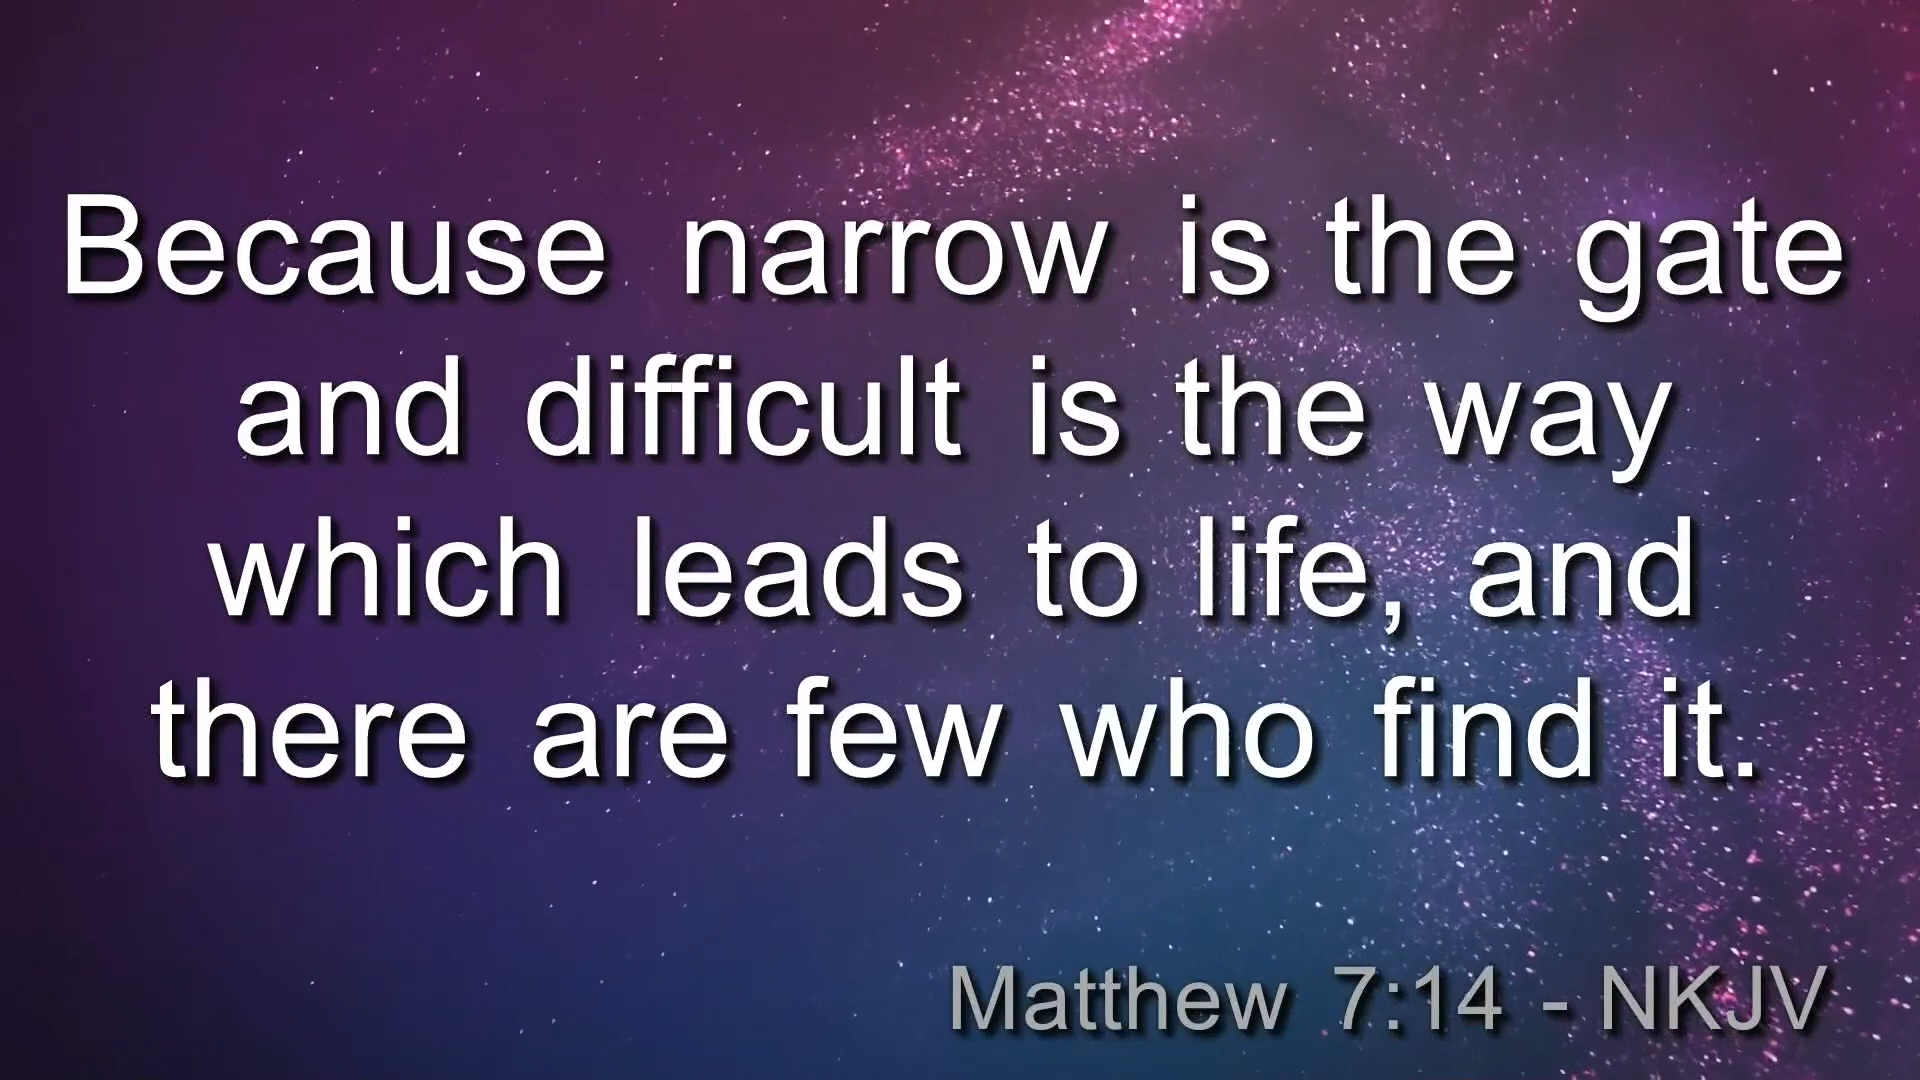 Because narrow is the gate
and difficult is the way
which leads to life, and
there are few who find it.
Matthew 7:14 - NKJV